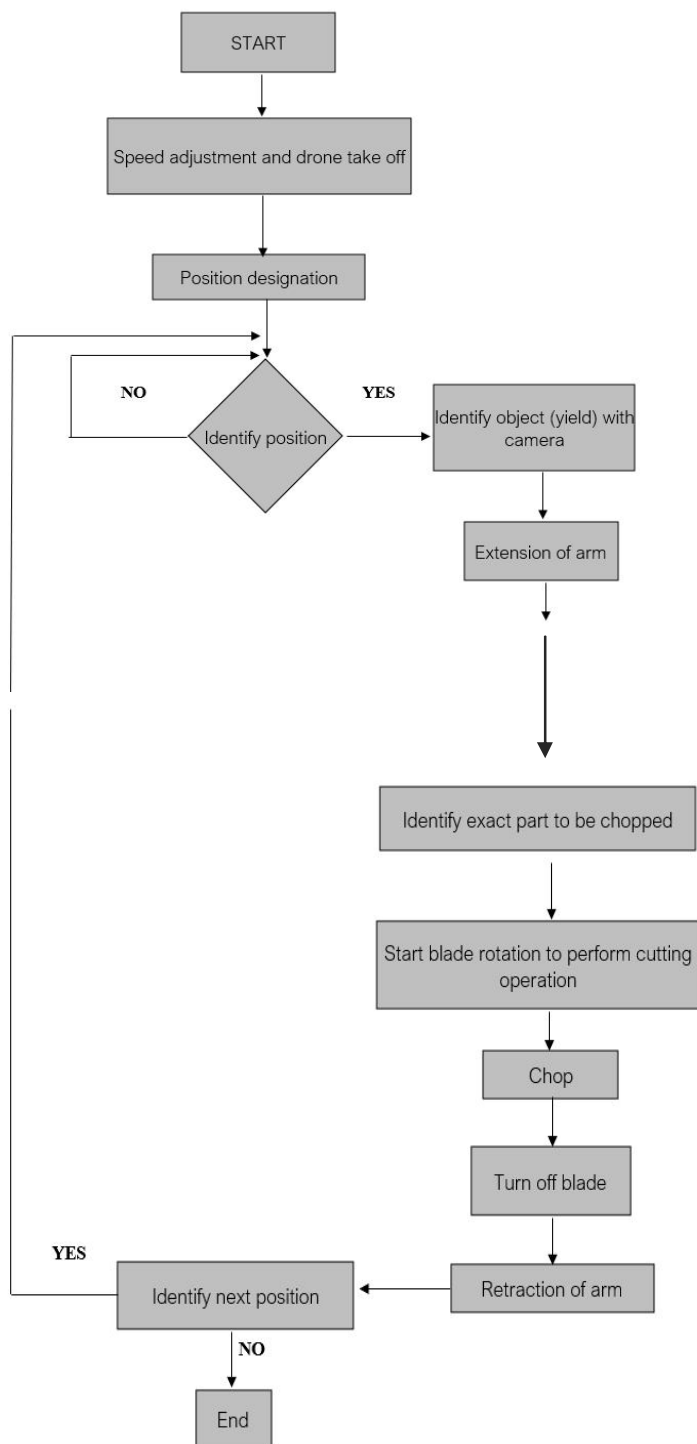 START
Speed adjustment and drone take off
Position designation
NO
YES
Identify position
Identify object (yield) with
camera
Extension of arm
Identify exact part to be chopped
Start blade rotation to perform cutting
operation
Chop
Turn off blade
Retraction of arm
YES
Identify next position
NO
End